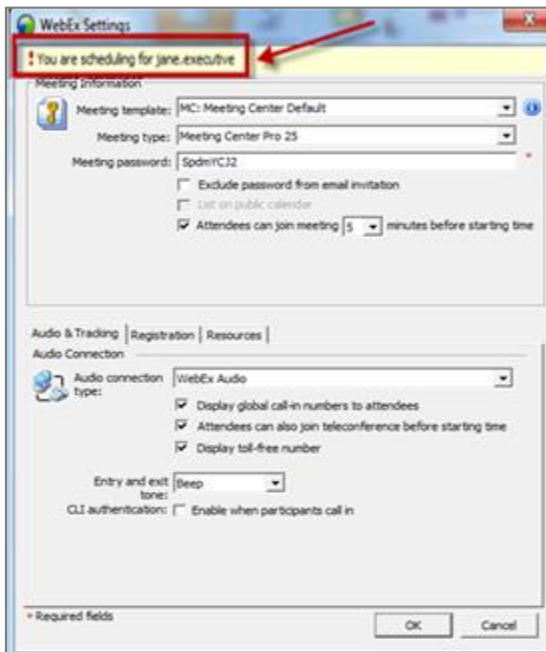 WebEx Settings
! You are scheduling for jane.executive
Meeting Information
Meeting template: MC: Meeting Center Default
Meeting type: Meeting Center Pro 25
Meeting password: SpdmYCJ2 *
Exclude password from email invitation
List on public calendar
Attendees can join meeting 5 minutes before starting time
Audio & Tracking Registration Resources
Audio Connection
Audio connection type: WebEx Audio
Display global call-in numbers to attendees
Attendees can also join teleconference before starting time
Display toll-free number
Entry and exit tone: Beep
CLI authentication: Enable when participants call in
* Required fields
OK Cancel